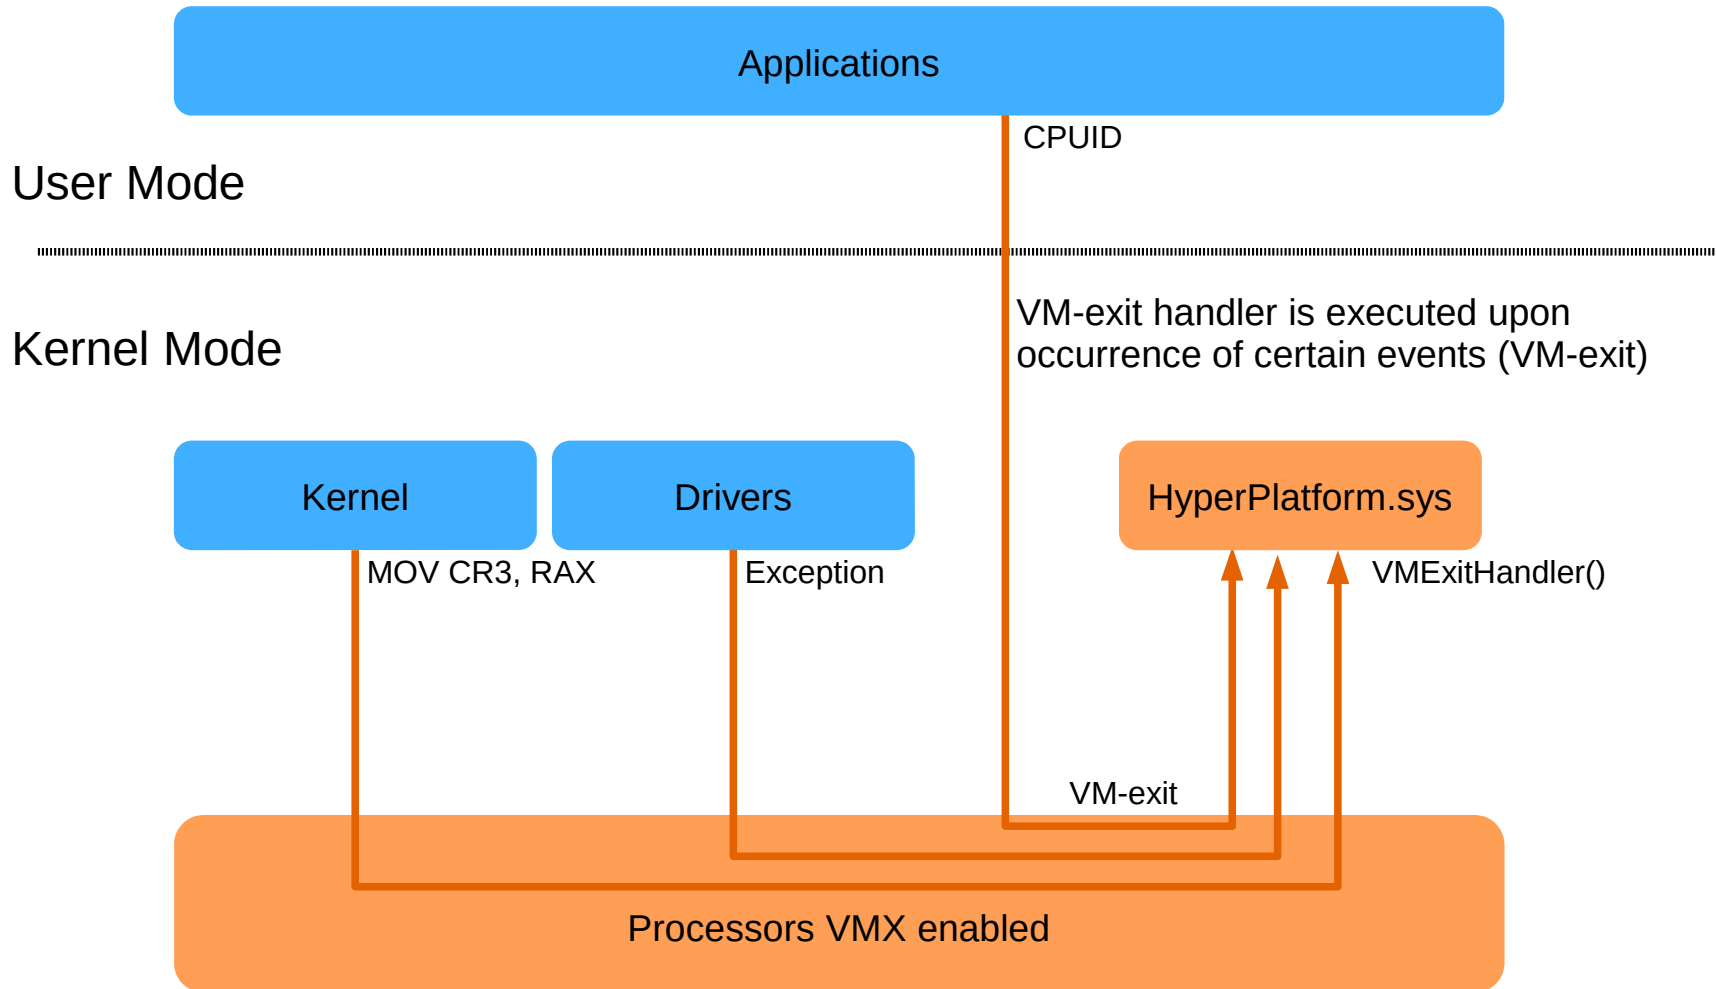 Applications
CPUID
User Mode
VM-exit handler is executed upon
occurrence of certain events (VM-exit)
Kernel Mode
Kernel
Drivers
HyperPlatform.sys
MOV CR3, RAX
Exception
VMExitHandler()
VM-exit
Processors VMX enabled